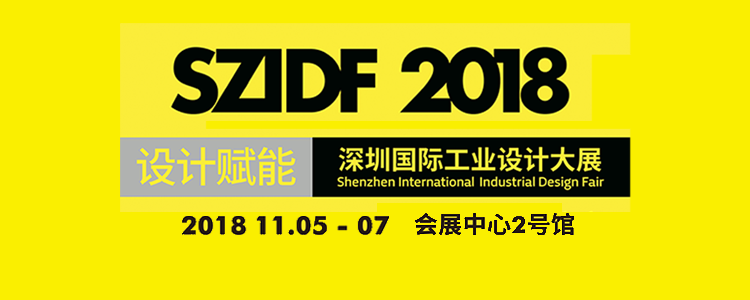 SZIDF 2018
设计赋能
深圳国际工业设计大展
Shenzhen International Industrial Design Fair
2018 11.05 - 07 会展中心2号馆